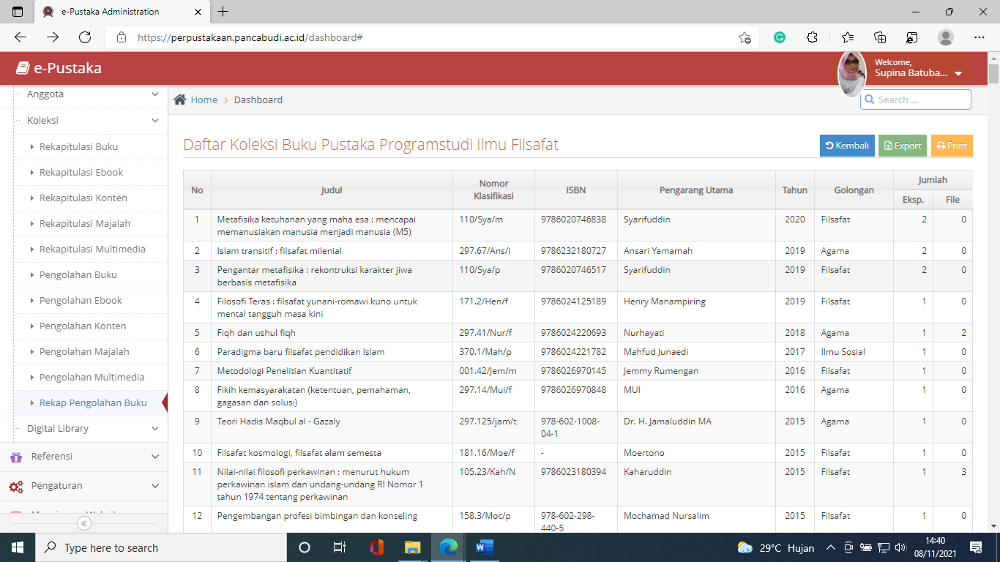 e-Pustaka Administration
https://perpustakaan.pancabudi.ac.id/dashboard#
e-Pustaka
Welcome,
Supina Batuba...
Anggota
Koleksi
Rekapitulasi Buku
Rekapitulasi Ebook
Rekapitulasi Konten
Rekapitulasi Majalah
Rekapitulasi Multimedia
Pengolahan Buku
Pengolahan Ebook
Pengolahan Konten
Pengolahan Majalah
Pengolahan Multimedia
Rekap Pengolahan Buku
Digital Library
Referensi
Pengaturan
Home > Dashboard
Search ...
Daftar Koleksi Buku Pustaka Programstudi Ilmu Filsafat
Kembali Export Print
No Judul Nomor Klasifikasi ISBN Pengarang Utama Tahun Golongan Jumlah
Eksp. File
1 Metafisika ketuhanan yang maha esa : mencapai 110/Sya/m 9786020746838 Syarifuddin 2020 Filsafat 2 0
memanusiakan manusia menjadi manusia (M5)
2 Islam transitif : filsafat milenial 297.67/Ans/i 9786232180727 Ansari Yamamah 2019 Agama 2 0
3 Pengantar metafisika : rekontruksi karakter jiwa 110/Sya/p 9786020746517 Syarifuddin 2019 Filsafat 2 0
berbasis metafisika
4 Filosofi Teras : filsafat yunani-romawi kuno untuk 171.2/Hen/f 9786024125189 Henry Manampiring 2019 Filsafat 1 0
mental tangguh masa kini
5 Fiqh dan ushul fiqh 297.41/Nur/f 9786024220693 Nurhayati 2018 Agama 1 2
6 Paradigma baru filsafat pendidikan Islam 370.1/Mah/p 9786024221782 Mahfud Junaedi 2017 Ilmu Sosial 1 0
7 Metodologi Penelitian Kuantitatif 001.42/Jem/m 9786026970145 Jemmy Rumengan 2016 Filsafat 1 0
8 Fikih kemasyarakatan (ketentuan, pemahaman, 297.14/Mui/f 9786026970848 MUI 2016 Agama 1 0
gagasan dan solusi)
9 Teori Hadis Maqbul al - Gazaly 297.125/jam/t 978-602-1008- Dr. H. Jamaluddin MA 2015 Agama 1 0
04-1
10 Filsafat kosmologi, filsafat alam semesta 181.16/Moe/f - Moertono 2015 Filsafat 1 0
11 Nilai-nilai filosofi perkawinan : menurut hukum 105.23/Kah/N 9786023180394 Kaharuddin 2015 Filsafat 1 3
perkawinan islam dan undang-undang RI Nomor 1
tahun 1974 tentang perkawinan
12 Pengembangan profesi bimbingan dan konseling 158.3/Moc/p 978-602-298- Mochamad Nursalim 2015 Filsafat 1 0
440-5
Type here to search
29°C Hujan
14:40
08/11/2021